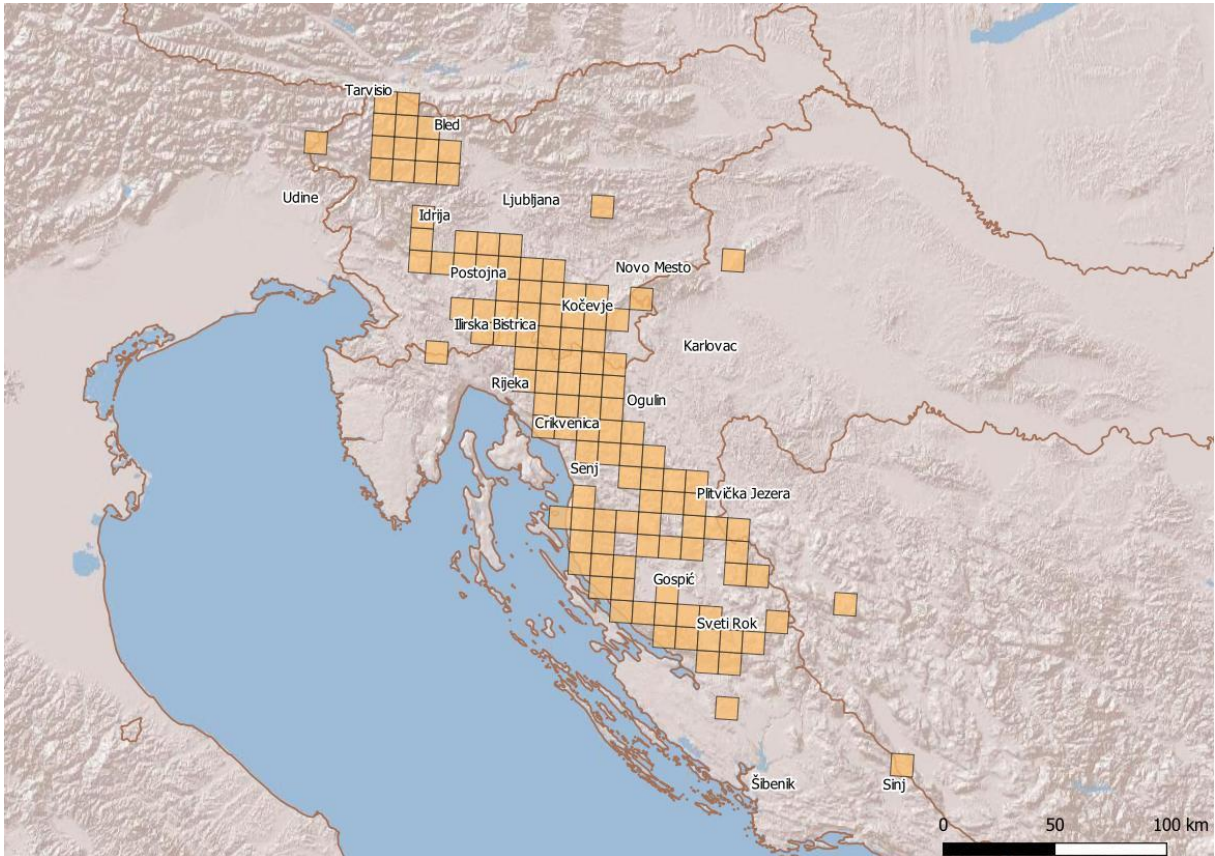 Tarvisio
Bled
Udine
Ljubljana
Idrija
Novo Mesto
Postojna
Kočevje
Ilirska Bistrica
Karlovac
Rijeka
Ogulin
Crikvenica
Senj
Plitvička Jezera
Gospić
Sveti Rok
Šibenik
Sinj
0 50 100 km